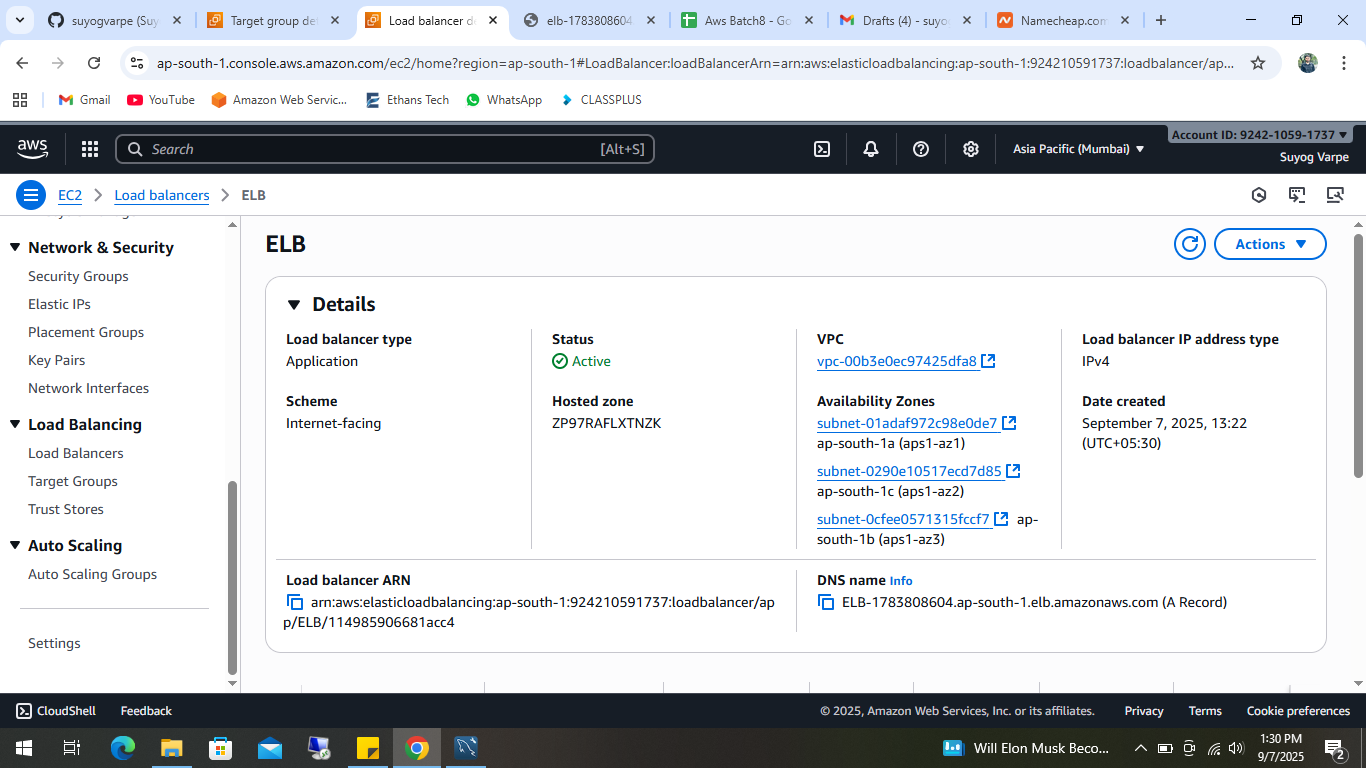 suyogvarpe (Suy
Target group det
Load balancer de
elb-1783808604
Aws Batch8 - Go
Drafts (4) - suyo
Namecheap.com
ap-south-1.console.aws.amazon.com/ec2/home?region=ap-south-1#LoadBalancer:loadBalancerArn=arn:aws:elasticloadbalancing:ap-south-1:924210591737:loadbalancer/ap...
Gmail
YouTube
Amazon Web Servic...
Ethans Tech
WhatsApp
CLASSPLUS
aws
Search
[Alt+S]
Asia Pacific (Mumbai)
Account ID: 9242-1059-1737
Suyog Varpe
EC2
Load balancers
ELB
Network & Security
Security Groups
Elastic IPs
Placement Groups
Key Pairs
Network Interfaces
Load Balancing
Load Balancers
Target Groups
Trust Stores
Auto Scaling
Auto Scaling Groups
Settings
ELB
Actions
Details
Load balancer type
Application
Status
Active
VPC
vpc-00b3e0ec97425dfa8
Load balancer IP address type
IPv4
Scheme
Internet-facing
Hosted zone
ZP97RAFLXTNZK
Availability Zones
subnet-01adaf972c98e0de7
ap-south-1a (aps1-az1)
subnet-0290e10517ecd7d85
ap-south-1c (aps1-az2)
subnet-0cfee0571315fccf7 ap-
south-1b (aps1-az3)
Date created
September 7, 2025, 13:22
(UTC+05:30)
Load balancer ARN
arn:aws:elasticloadbalancing:ap-south-1:924210591737:loadbalancer/ap
p/ELB/114985906681acc4
DNS name Info
ELB-1783808604.ap-south-1.elb.amazonaws.com (A Record)
CloudShell
Feedback
© 2025, Amazon Web Services, Inc. or its affiliates.
Privacy
Terms
Cookie preferences
Will Elon Musk Beco...
1:30 PM
9/7/2025
2